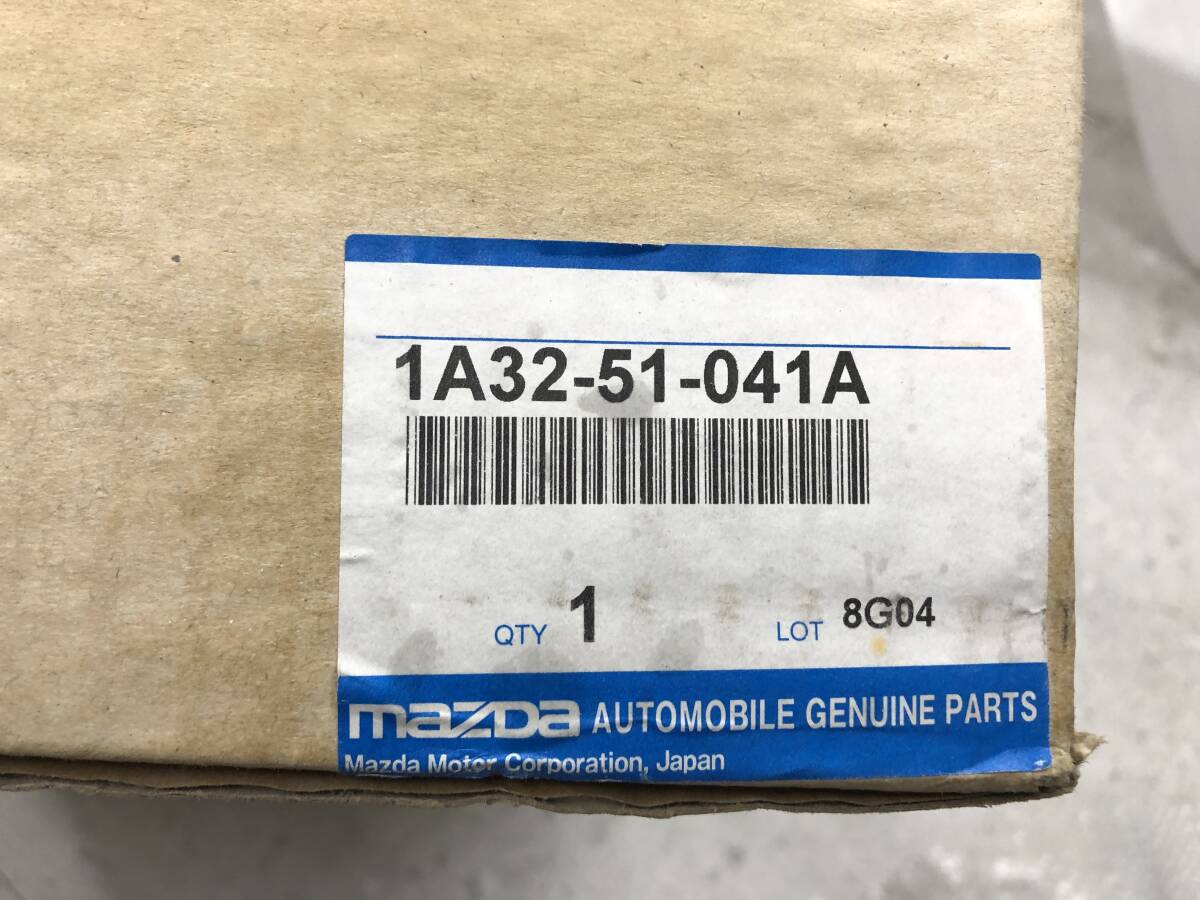 1A32-51-041A
QTY 1 LOT 8G04
mazda AUTOMOBILE GENUINE PARTS
Mazda Motor Corporation, Japan